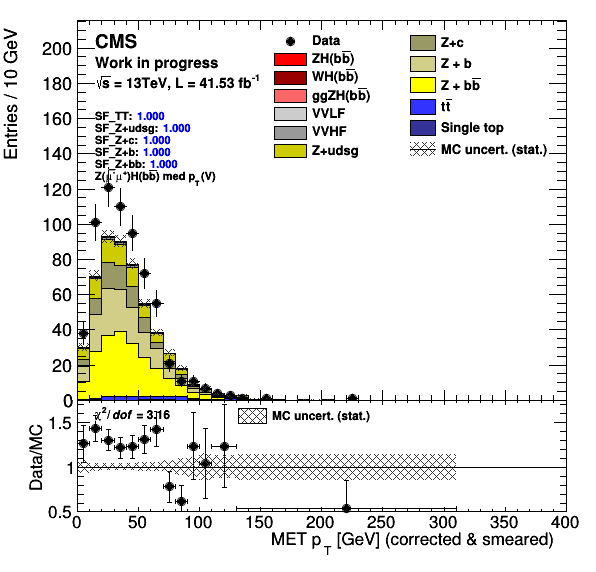 CMS
Work in progress
√s = 13TeV, L = 41.53 fb⁻¹
SF_TT: 1.000
SF_Z+udsg: 1.000
SF_Z+c: 1.000
SF_Z+b: 1.000
SF_Z+bb: 1.000
Z(μ⁻μ⁺)H(bb̅) med p_T(V)
Data
ZH(bb̅)
WH(bb̅)
ggZH(bb̅)
VVLF
VVHF
Z+udsg
Z+c
Z + b
Z + bb̅
tt̅
Single top
MC uncert. (stat.)
Entries / 10 GeV
200
180
160
140
120
100
80
60
40
20
0
χ²/dof = 3.16
MC uncert. (stat.)
Data/MC
1.5
1
0.5
0 50 100 150 200 250 300 350 400
MET p_T [GeV] (corrected & smeared)